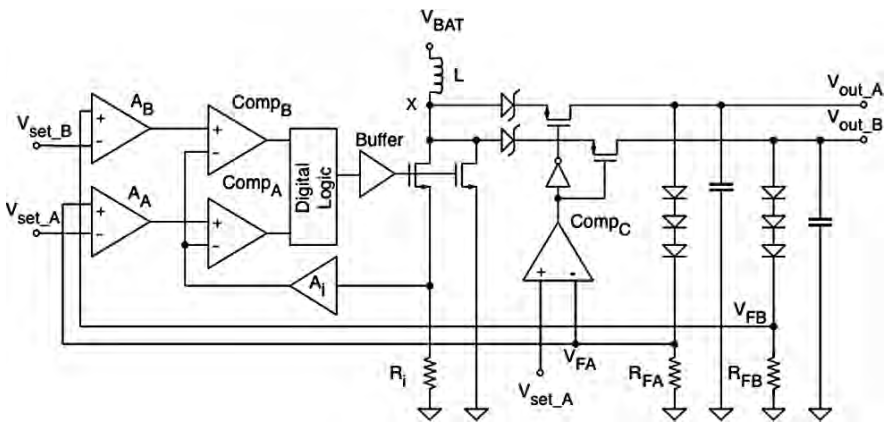 V_BAT
L
X
V_out_A
V_out_B
A_B
Comp_B
V_set_B
Buffer
Digital Logic
Comp_A
A_A
V_set_A
Comp_C
+
-
+
-
+
-
+
-
+
-
A_i
V_FB
V_FA
R_i
V_set_A
R_FA
R_FB